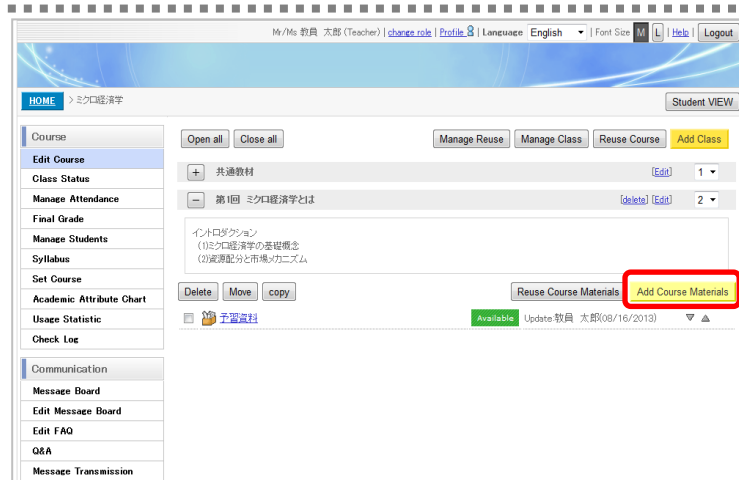 Mr/Ms 教員 太郎 (Teacher) | change role | Profile | Language English ▼ | Font Size M L | Help | Logout
HOME > ミクロ経済学 Student VIEW
Course
Edit Course
Class Status
Manage Attendance
Final Grade
Manage Students
Syllabus
Set Course
Academic Attribute Chart
Usage Statistic
Check Log
Communication
Message Board
Edit Message Board
Edit FAQ
Q&A
Message Transmission
Open all Close all Manage Reuse Manage Class Reuse Course Add Class
+ 共通教材 [Edit] 1 ▼
− 第1回 ミクロ経済学とは [delete] [Edit] 2 ▼
イントロダクション
(1)ミクロ経済学の基礎概念
(2)資源配分と市場メカニズム
Delete Move copy Reuse Course Materials Add Course Materials
予習資料 Available Update:教員 太郎(08/16/2013) ▼ ▲